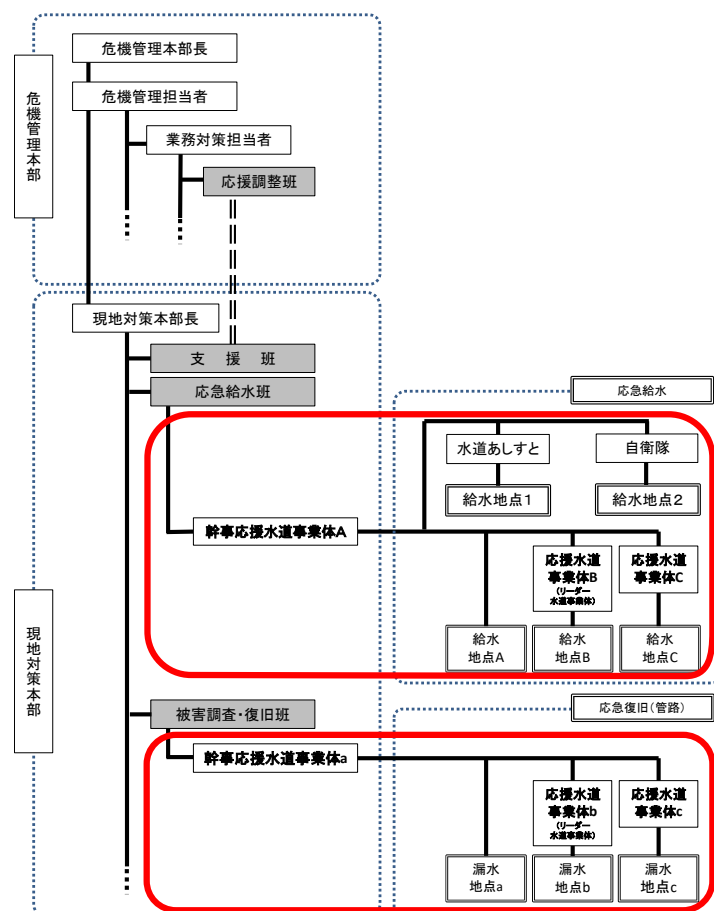 危機管理本部
危機管理本部長
危機管理担当者
業務対策担当者
応援調整班
現地対策本部
現地対策本部長
支 援 班
応急給水班
応急給水
水道あしすと
自衛隊
給水地点1
給水地点2
幹事応援水道事業体A
応援水道
事業体B
(リーダー
水道事業体)
応援水道
事業体C
給水
地点A
給水
地点B
給水
地点C
被害調査・復旧班
応急復旧(管路)
幹事応援水道事業体a
応援水道
事業体b
(リーダー
水道事業体)
応援水道
事業体c
漏水
地点a
漏水
地点b
漏水
地点c